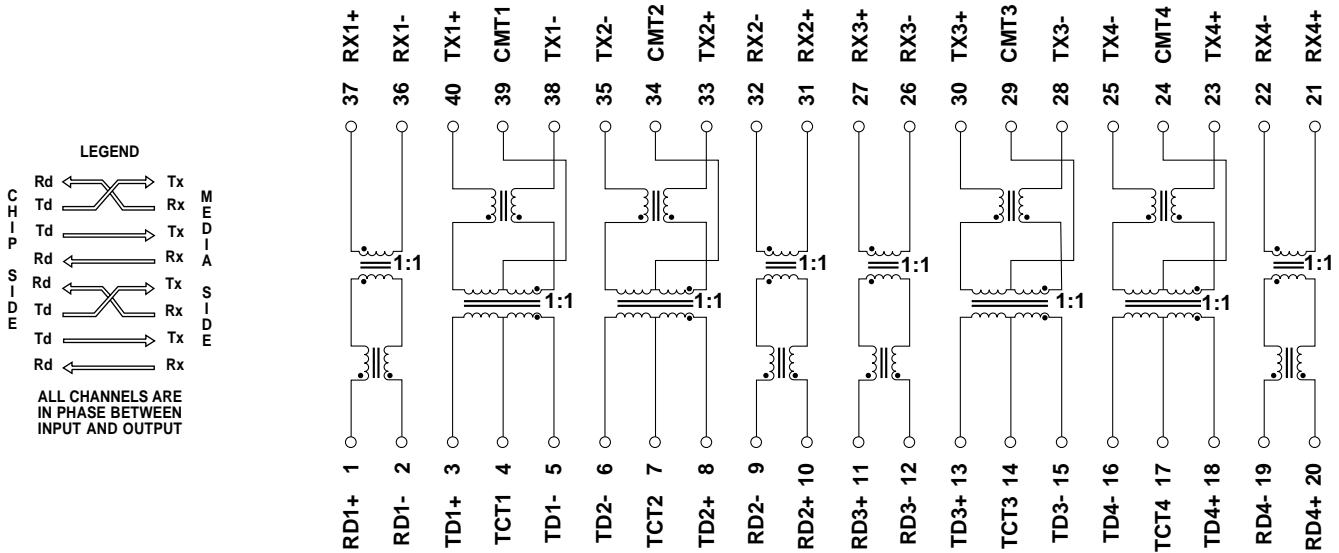 RX1+ RX1- TX1+ CMT1 TX1- TX2- CMT2 TX2+ RX2- RX2+ RX3+ RX3- TX3+ CMT3 TX3- TX4- CMT4 TX4+ RX4- RX4+
37 36 40 39 38 35 34 33 32 31 27 26 30 29 28 25 24 23 22 21
LEGEND
CHIP SIDE
MEDIA SIDE
Rd Tx
Td Rx
Td Tx
Rd Rx
Rd Tx
Td Rx
Td Tx
Rd Rx
ALL CHANNELS ARE
IN PHASE BETWEEN
INPUT AND OUTPUT
1:1 1:1 1:1 1:1 1:1 1:1 1:1 1:1
1 2 3 4 5 6 7 8 9 10 11 12 13 14 15 16 17 18 19 20
RD1+ RD1- TD1+ TCT1 TD1- TD2- TCT2 TD2+ RD2- RD2+ RD3+ RD3- TD3+ TCT3 TD3- TD4- TCT4 TD4+ RD4- RD4+